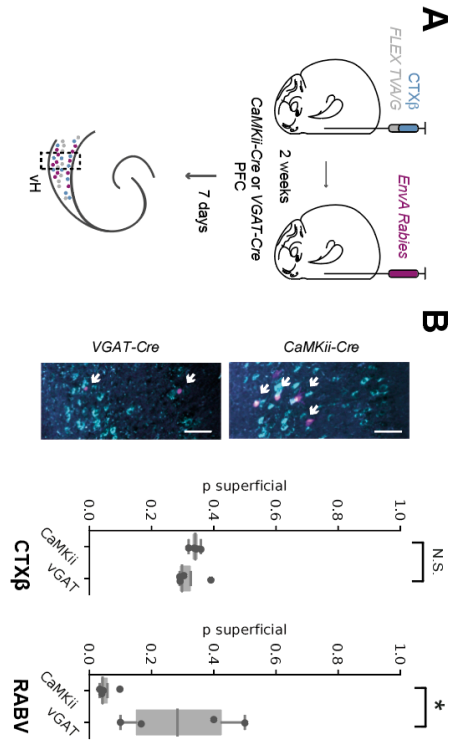 A
CTXβ
FLEX TVA/G
EnvA Rabies
2 weeks
CaMKii-Cre or VGAT-Cre
PFC
7 days
vH
B
VGAT-Cre
CaMKii-Cre
p superficial
0.0
0.2
0.4
0.6
0.8
1.0
N.S.
CaMKii
VGAT
CTXβ
p superficial
0.0
0.2
0.4
0.6
0.8
1.0
*
CaMKii
VGAT
RABV